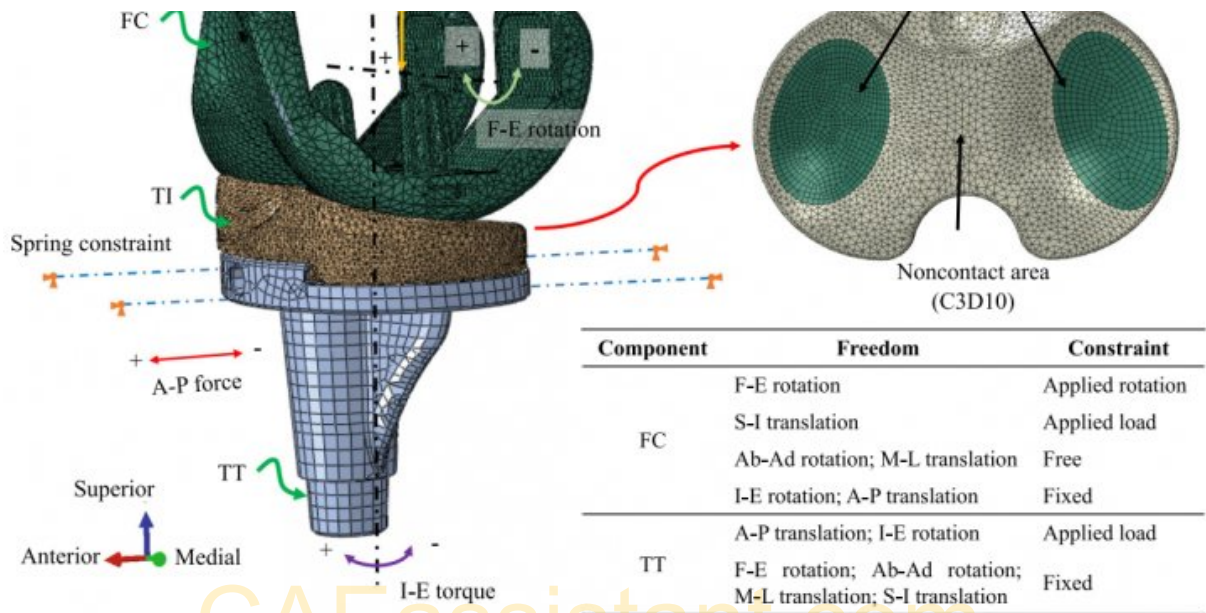 FC
+
+
-
F-E rotation
TI
Spring constraint
Noncontact area
(C3D10)
+
-
A-P force
TT
Superior
Anterior
Medial
+
-
I-E torque
Component Freedom Constraint
FC
F-E rotation Applied rotation
S-I translation Applied load
Ab-Ad rotation; M-L translation Free
I-E rotation; A-P translation Fixed
TT
A-P translation; I-E rotation Applied load
F-E rotation; Ab-Ad rotation;
M-L translation; S-I translation Fixed
CAEassistant.com